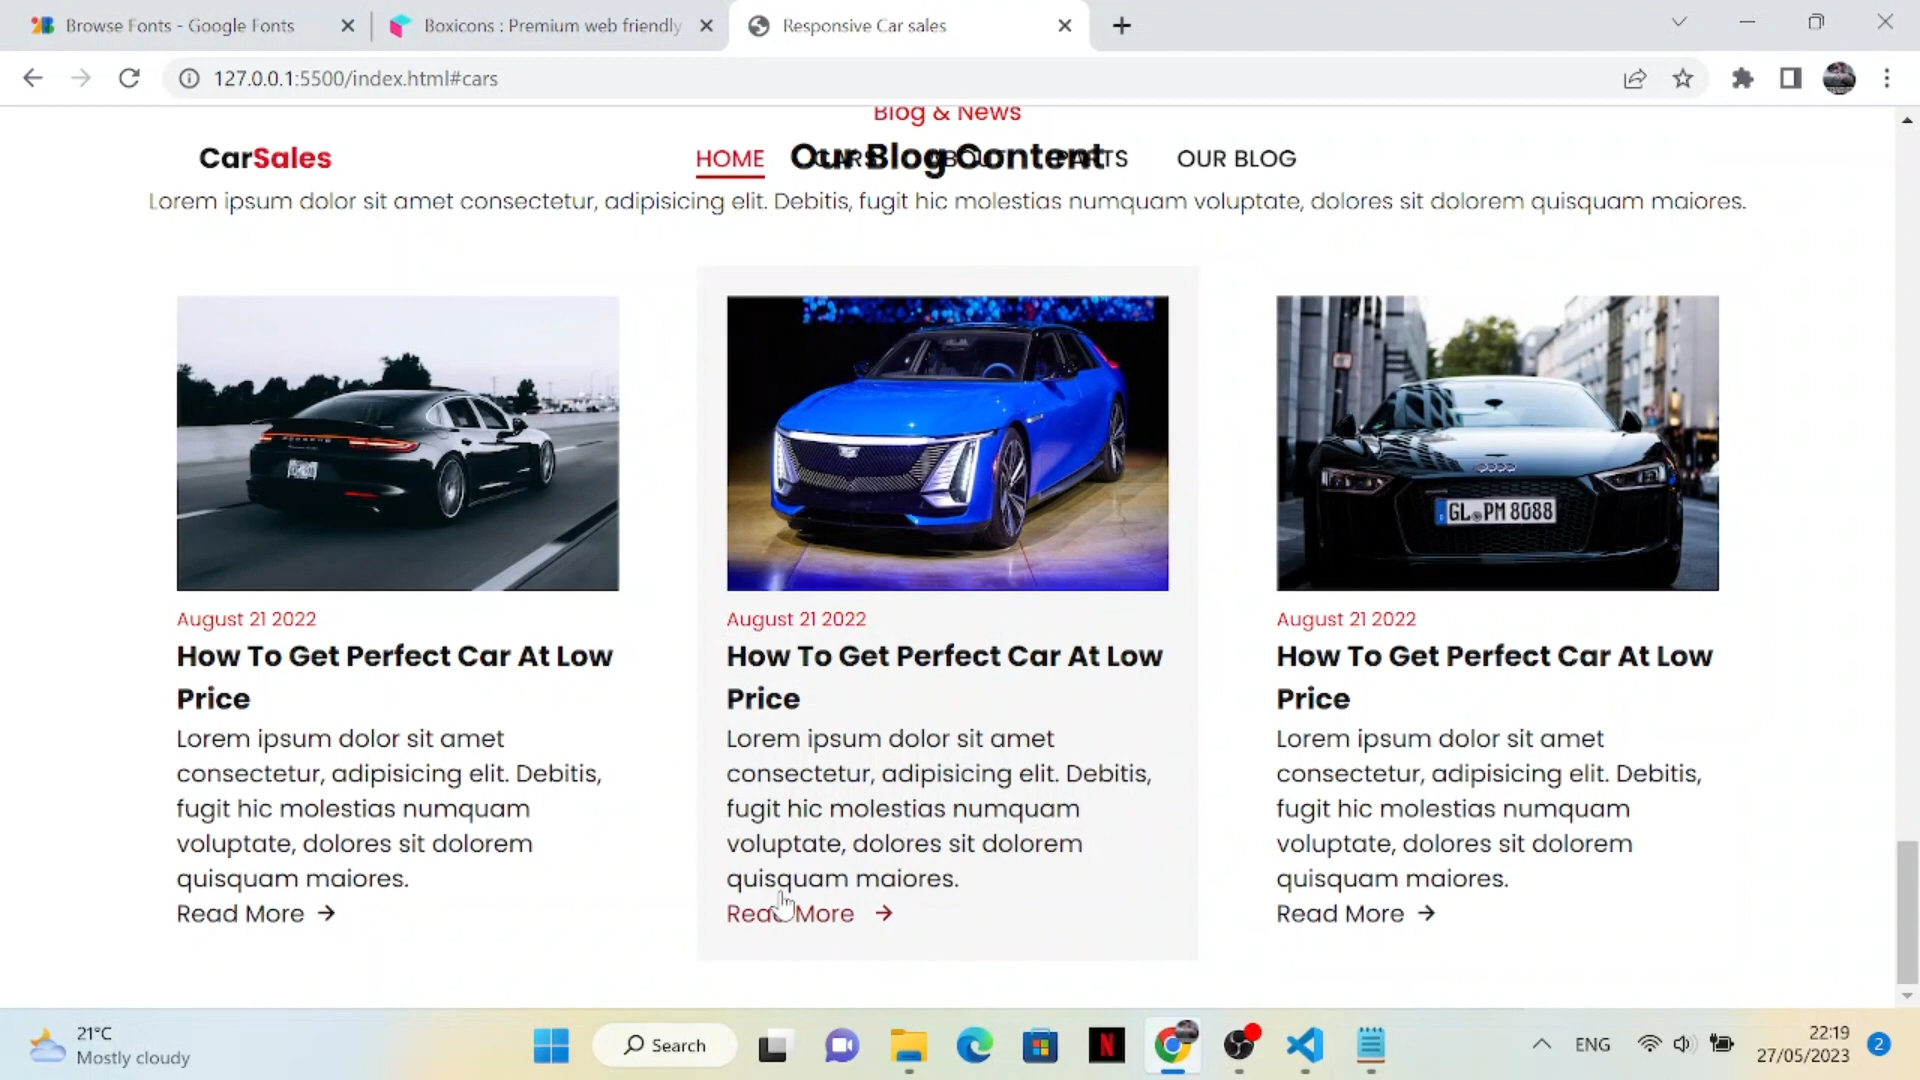 Browse Fonts - Google Fonts
Boxicons : Premium web friendly
Responsive Car sales
127.0.0.1:5500/index.html#cars
Blog & News
CarSales
HOME
CARS
ABOUT
PARTS
OUR BLOG
Our Blog Content
Lorem ipsum dolor sit amet consectetur, adipisicing elit. Debitis, fugit hic molestias numquam voluptate, dolores sit dolorem quisquam maiores.
PORSCHE
GL PM 8088
August 21 2022
How To Get Perfect Car At Low
Price
Lorem ipsum dolor sit amet
consectetur, adipisicing elit. Debitis,
fugit hic molestias numquam
voluptate, dolores sit dolorem
quisquam maiores.
Read More →
August 21 2022
How To Get Perfect Car At Low
Price
Lorem ipsum dolor sit amet
consectetur, adipisicing elit. Debitis,
fugit hic molestias numquam
voluptate, dolores sit dolorem
quisquam maiores.
Read More →
August 21 2022
How To Get Perfect Car At Low
Price
Lorem ipsum dolor sit amet
consectetur, adipisicing elit. Debitis,
fugit hic molestias numquam
voluptate, dolores sit dolorem
quisquam maiores.
Read More →
21°C
Mostly cloudy
Search
N
ENG
22:19
27/05/2023
2